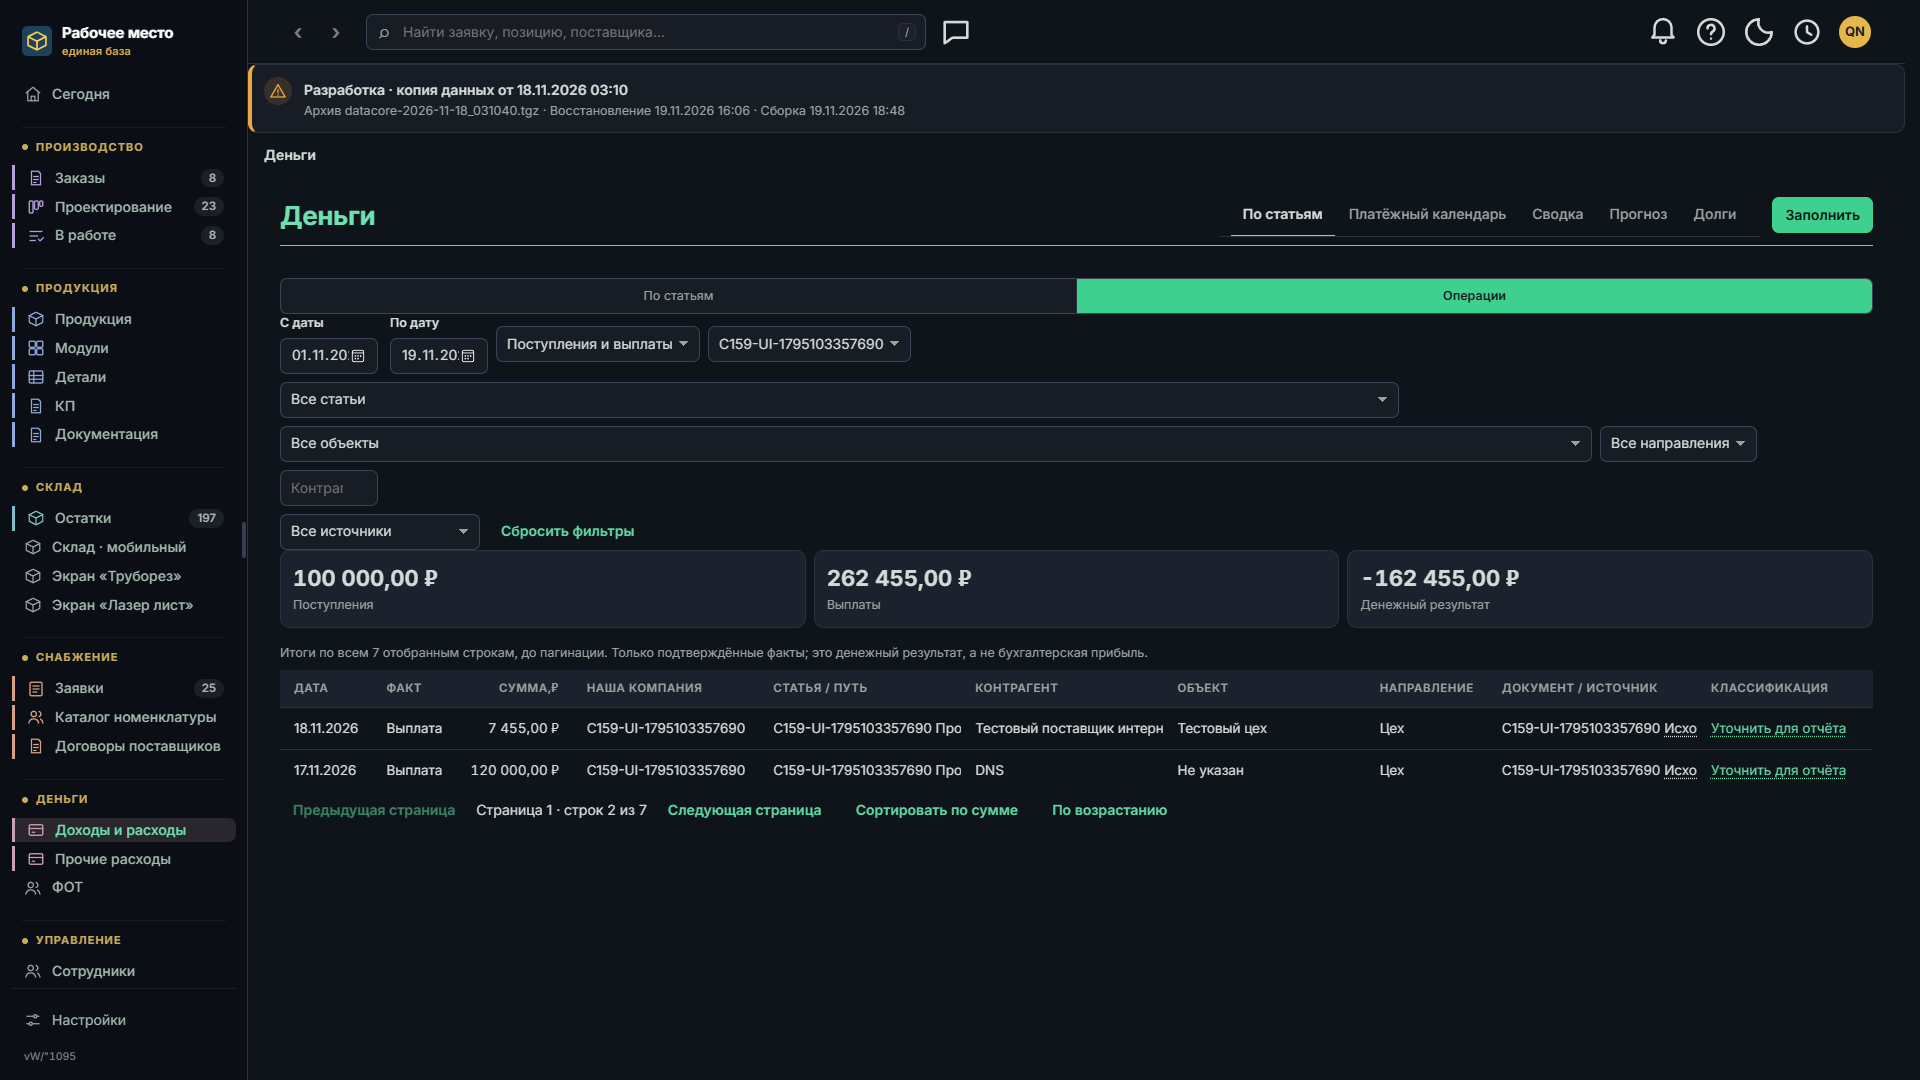 Рабочее место
единая база
Сегодня
ПРОИЗВОДСТВО
Заказы 8
Проектирование 23
В работе 8
ПРОДУКЦИЯ
Продукция
Модули
Детали
КП
Документация
СКЛАД
Остатки 197
Склад · мобильный
Экран «Труборез»
Экран «Лазер лист»
СНАБЖЕНИЕ
Заявки 25
Каталог номенклатуры
Договоры поставщиков
ДЕНЬГИ
Доходы и расходы
Прочие расходы
ФОТ
УПРАВЛЕНИЕ
Сотрудники
Настройки
vW/"1095
Найти заявку, позицию, поставщика... /
QN
Разработка · копия данных от 18.11.2026 03:10
Архив datacore-2026-11-18_031040.tgz · Восстановление 19.11.2026 16:06 · Сборка 19.11.2026 18:48
Деньги
Деньги
По статьям Платёжный календарь Сводка Прогноз Долги Заполнить
По статьям Операции
С даты По дату
01.11.20 19.11.20 Поступления и выплаты C159-UI-1795103357690
Все статьи
Все объекты Все направления
Контраг
Все источники Сбросить фильтры
100 000,00 ₽ 262 455,00 ₽ -162 455,00 ₽
Поступления Выплаты Денежный результат
Итоги по всем 7 отобранным строкам, до пагинации. Только подтверждённые факты; это денежный результат, а не бухгалтерская прибыль.
ДАТА ФАКТ СУММА,₽ НАША КОМПАНИЯ СТАТЬЯ / ПУТЬ КОНТРАГЕНТ ОБЪЕКТ НАПРАВЛЕНИЕ ДОКУМЕНТ / ИСТОЧНИК КЛАССИФИКАЦИЯ
18.11.2026 Выплата 7 455,00 ₽ C159-UI-1795103357690 C159-UI-1795103357690 Про Тестовый поставщик интерн Тестовый цех Цех C159-UI-1795103357690 Исхо Уточнить для отчёта
17.11.2026 Выплата 120 000,00 ₽ C159-UI-1795103357690 C159-UI-1795103357690 Про DNS Не указан Цех C159-UI-1795103357690 Исхо Уточнить для отчёта
Предыдущая страница Страница 1 · строк 2 из 7 Следующая страница Сортировать по сумме По возрастанию